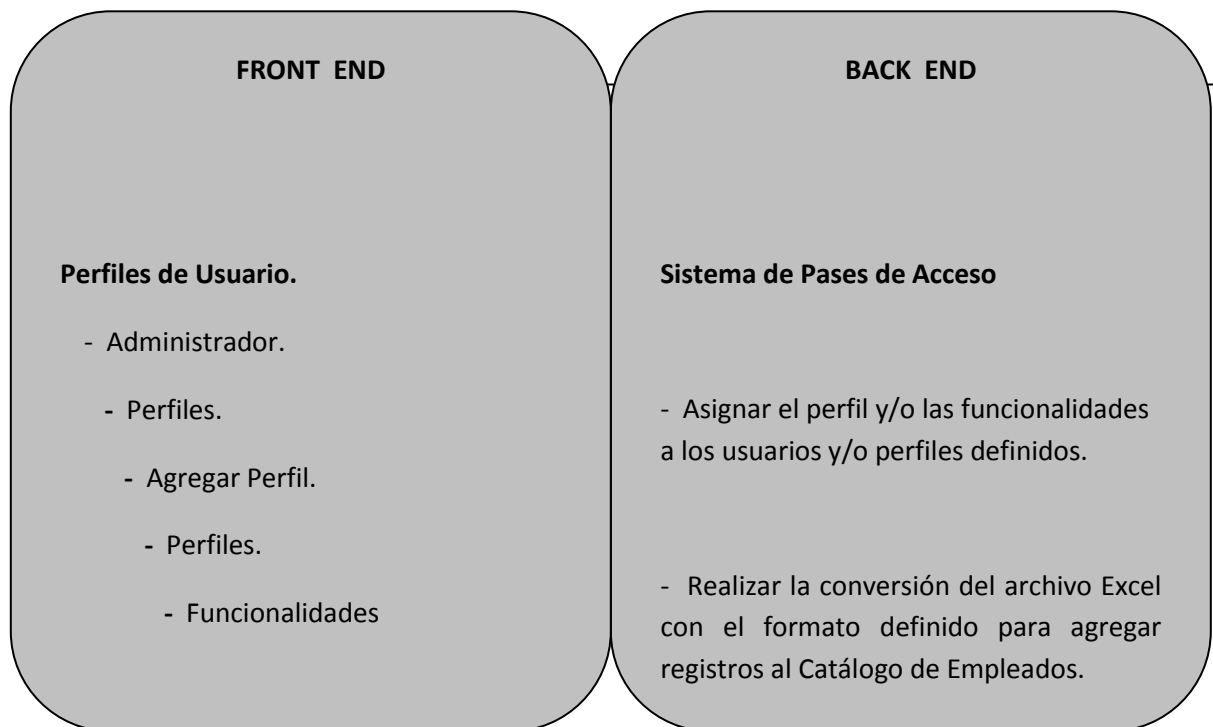 FRONT END
Perfiles de Usuario.
- Administrador.
- Perfiles.
- Agregar Perfil.
- Perfiles.
- Funcionalidades
BACK END
Sistema de Pases de Acceso
- Asignar el perfil y/o las funcionalidades
a los usuarios y/o perfiles definidos.
- Realizar la conversión del archivo Excel
con el formato definido para agregar
registros al Catálogo de Empleados.